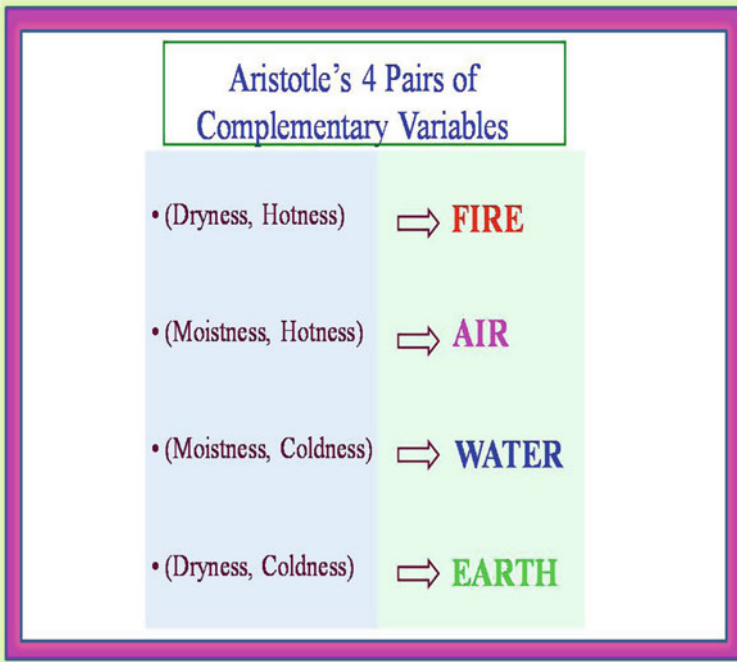 Aristotle’s 4 Pairs of
Complementary Variables
• (Dryness, Hotness) ⇨ FIRE
• (Moistness, Hotness) ⇨ AIR
• (Moistness, Coldness) ⇨ WATER
• (Dryness, Coldness) ⇨ EARTH